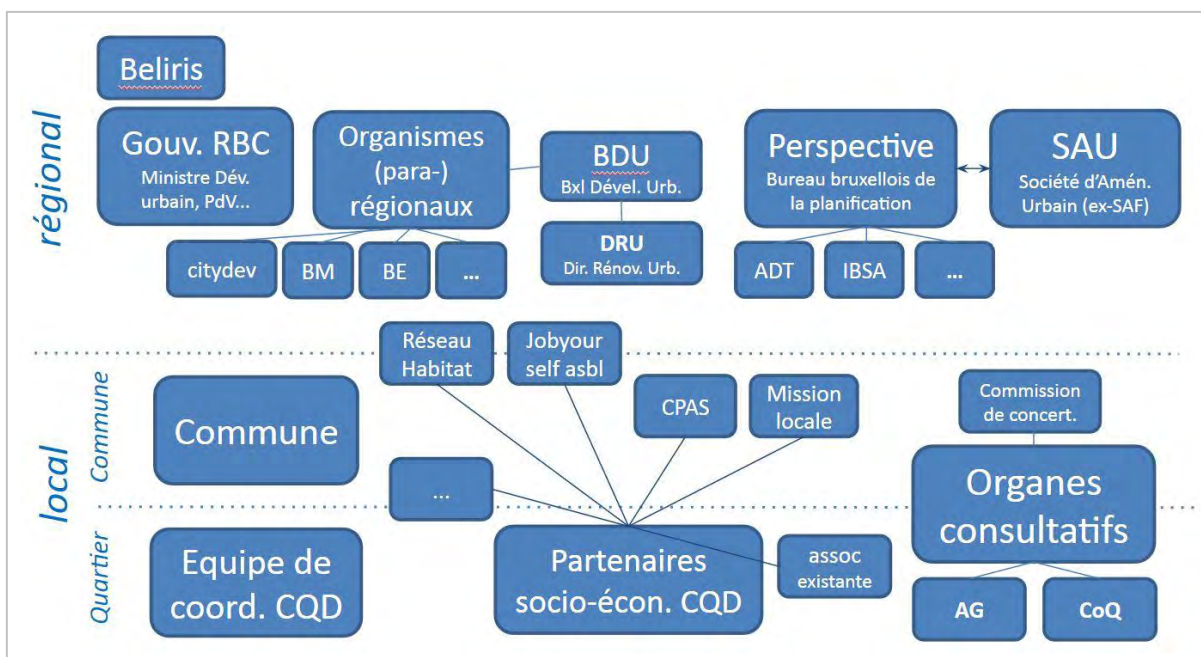 régional
Beliris
Gouv. RBC
Ministre Dév.
urbain, PdV...
Organismes
(para-)
régionaux
BDU
Bxl Dével. Urb.
DRU
Dir. Rénov. Urb.
Perspective
Bureau bruxellois de
la planification
SAU
Société d'Amén.
Urbain (ex-SAF)
citydev
BM
BE
...
ADT
IBSA
...
local
Commune
Réseau
Habitat
Jobyour
self asbl
CPAS
Mission
locale
Commission
de concert.
Commune
...
Organes
consultatifs
Quartier
Equipe de
coord. CQD
Partenaires
socio-écon. CQD
assoc
existante
AG
CoQ